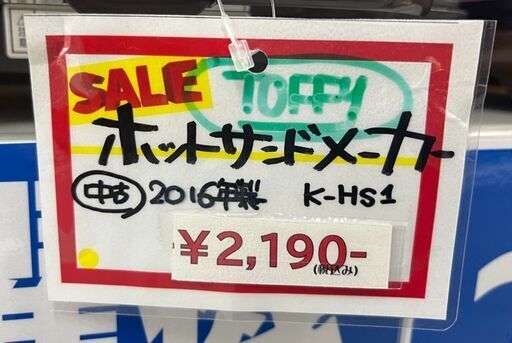 SALE TOFFY
ホットサンドメーカー
中古 2016年製 K-HS1
¥2,190-
(税込み)